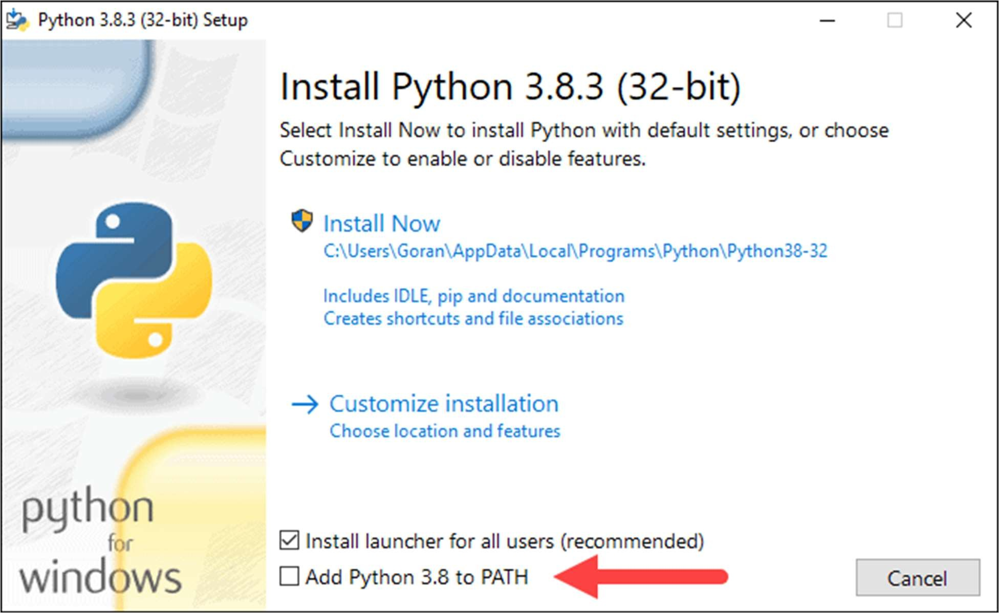 Python 3.8.3 (32-bit) Setup
Install Python 3.8.3 (32-bit)
Select Install Now to install Python with default settings, or choose
Customize to enable or disable features.
Install Now
C:\Users\Goran\AppData\Local\Programs\Python\Python38-32
Includes IDLE, pip and documentation
Creates shortcuts and file associations
Customize installation
Choose location and features
python
for
windows
Install launcher for all users (recommended)
Add Python 3.8 to PATH
Cancel